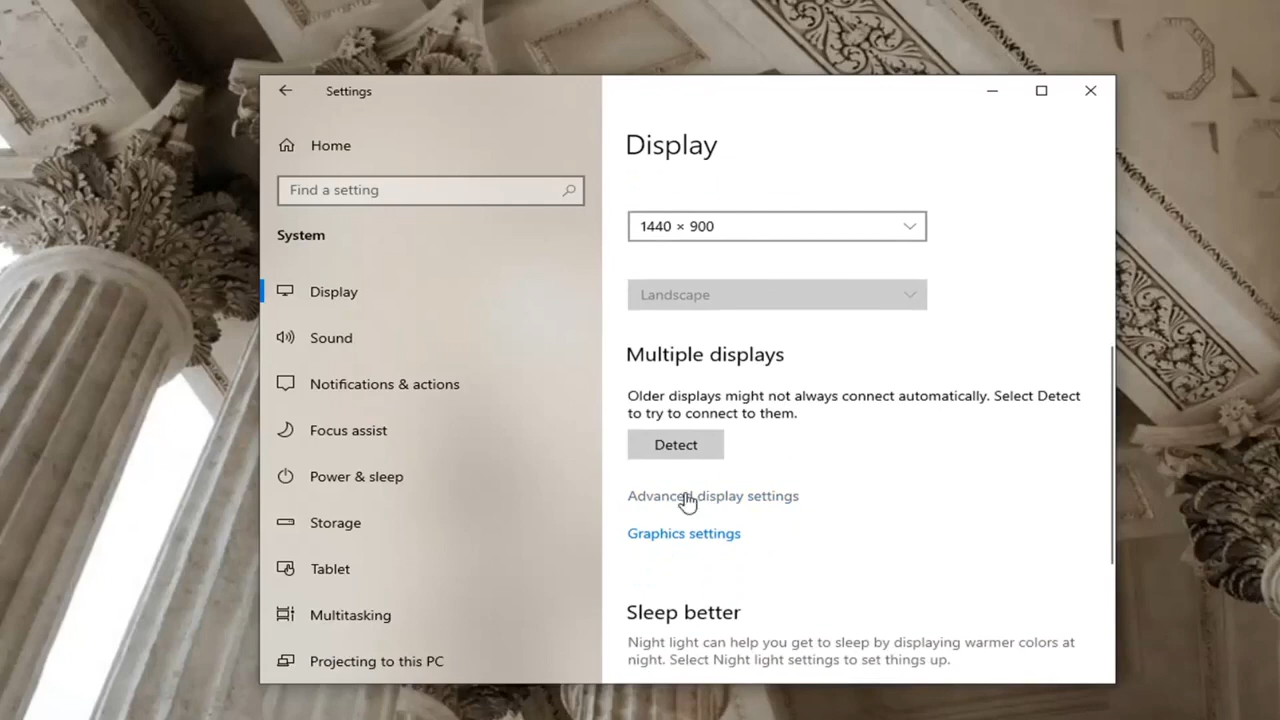 Settings
Home
Find a setting
System
Display
Sound
Notifications & actions
Focus assist
Power & sleep
Storage
Tablet
Multitasking
Projecting to this PC
Display
1440 × 900
Landscape
Multiple displays
Older displays might not always connect automatically. Select Detect
to try to connect to them.
Detect
Advanced display settings
Graphics settings
Sleep better
Night light can help you get to sleep by displaying warmer colors at
night. Select Night light settings to set things up.